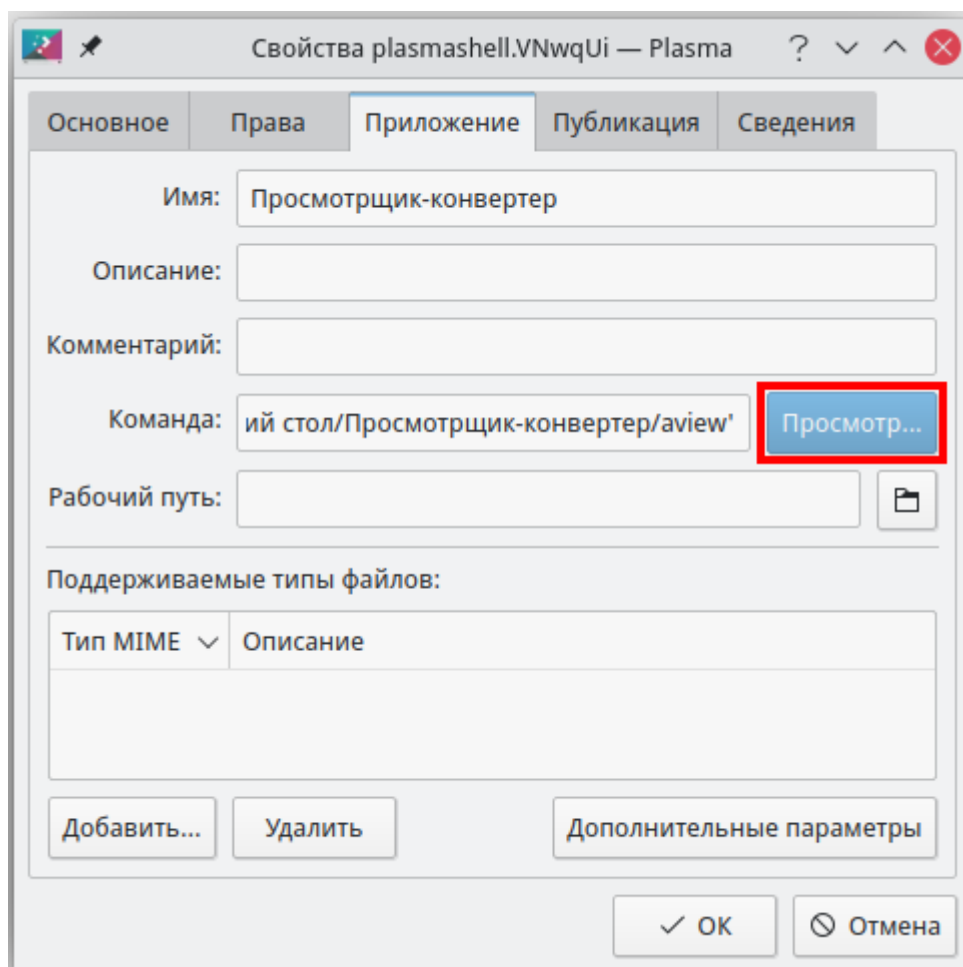 Свойства plasmashell.VNwqUi — Plasma
Основное Права Приложение Публикация Сведения
Имя: Просмотрщик-конвертер
Описание:
Комментарий:
Команда: ий стол/Просмотрщик-конвертер/aview' Просмотр...
Рабочий путь:
Поддерживаемые типы файлов:
Тип MIME Описание
Добавить... Удалить Дополнительные параметры
ОК Отмена